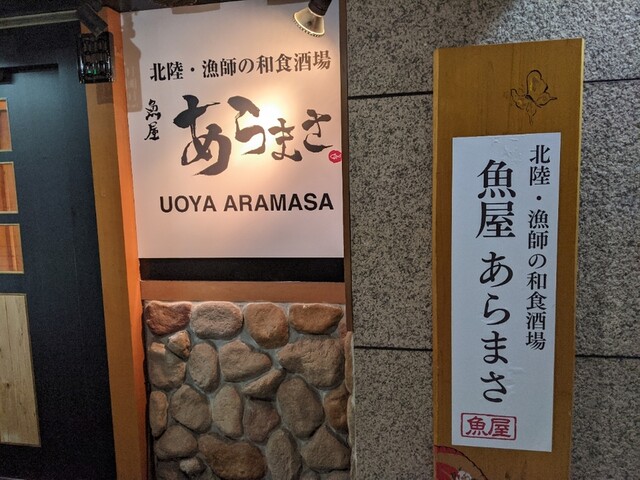 北陸・漁師の和食酒場
魚屋
あらまさ
UOYA ARAMASA
北陸・漁師の和食酒場
魚屋 あらまさ
魚屋